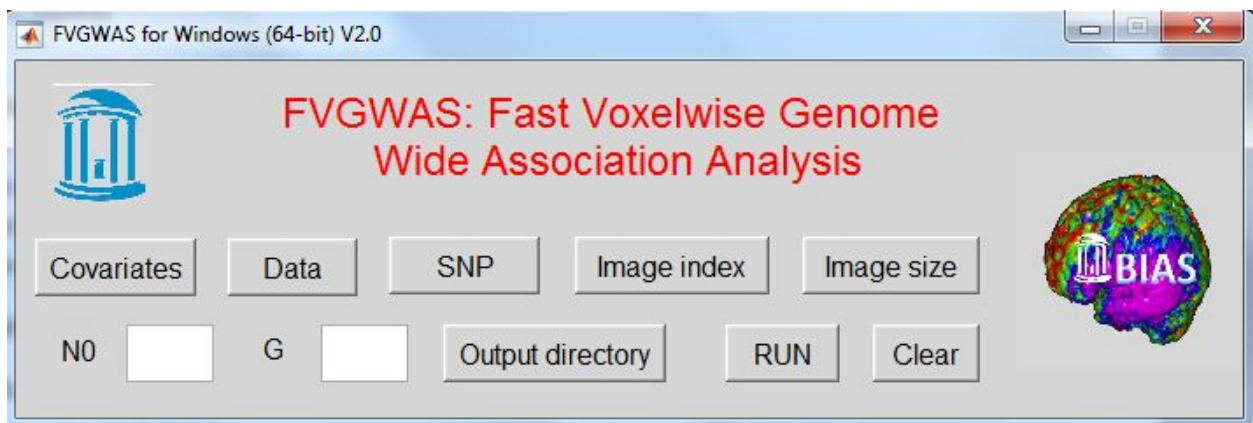 FVGWAS for Windows (64-bit) V2.0
FVGWAS: Fast Voxelwise Genome
Wide Association Analysis
Covariates Data SNP Image index Image size
BIAS
N0 G Output directory RUN Clear